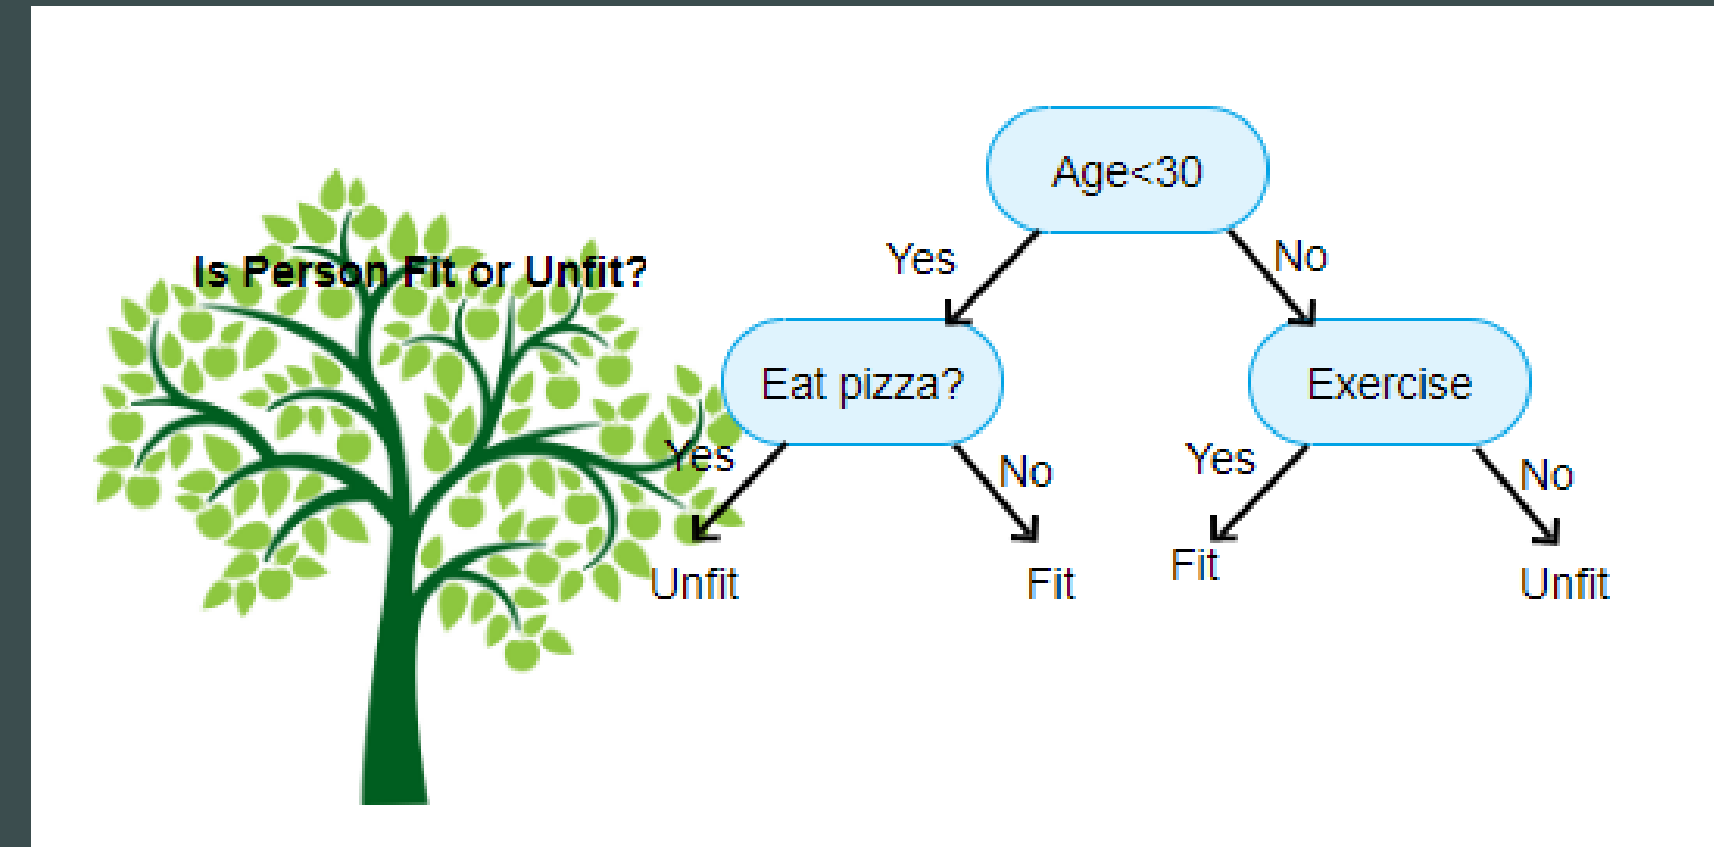 Is Person Fit or Unfit?
Age<30
Yes
No
Eat pizza?
Exercise
Yes
No
Yes
No
Unfit
Fit
Fit
Unfit